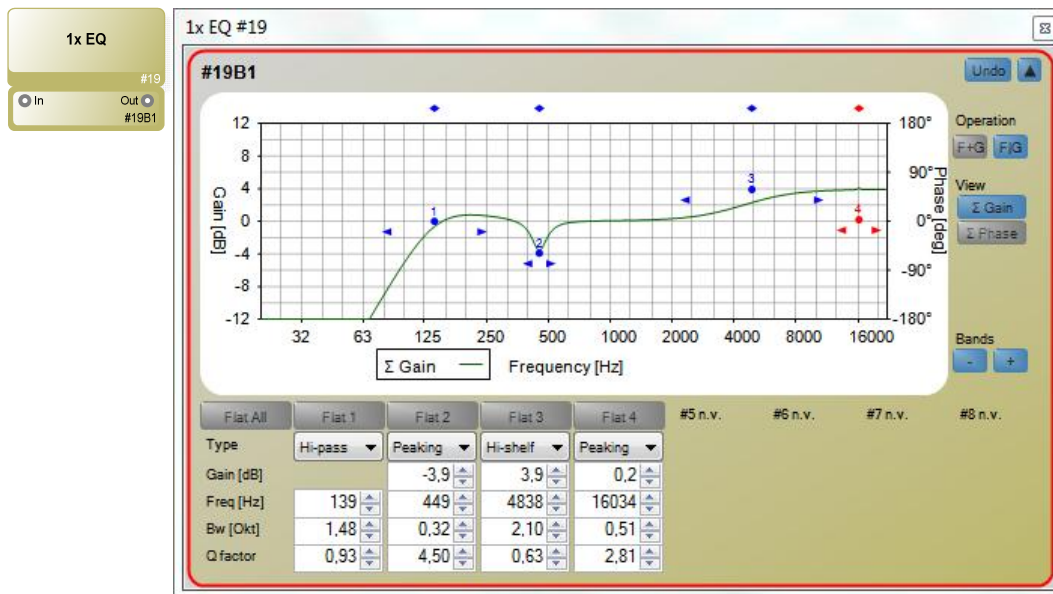 1x EQ
#19
In Out
#19B1
1x EQ #19
#19B1
Undo
Operation
F+G F|G
View
Σ Gain
Σ Phase
Bands
- +
12
8
4
0
-4
-8
-12
Gain [dB]
1
2
3
4
180°
90°
0°
-90°
-180°
Phase [deg]
32 63 125 250 500 1000 2000 4000 8000 16000
Σ Gain Frequency [Hz]
Flat All Flat 1 Flat 2 Flat 3 Flat 4 #5 n.v. #6 n.v. #7 n.v. #8 n.v.
Type Hi-pass Peaking Hi-shelf Peaking
Gain [dB] -3,9 3,9 0,2
Freq [Hz] 139 449 4838 16034
Bw [Okt] 1,48 0,32 2,10 0,51
Q factor 0,93 4,50 0,63 2,81